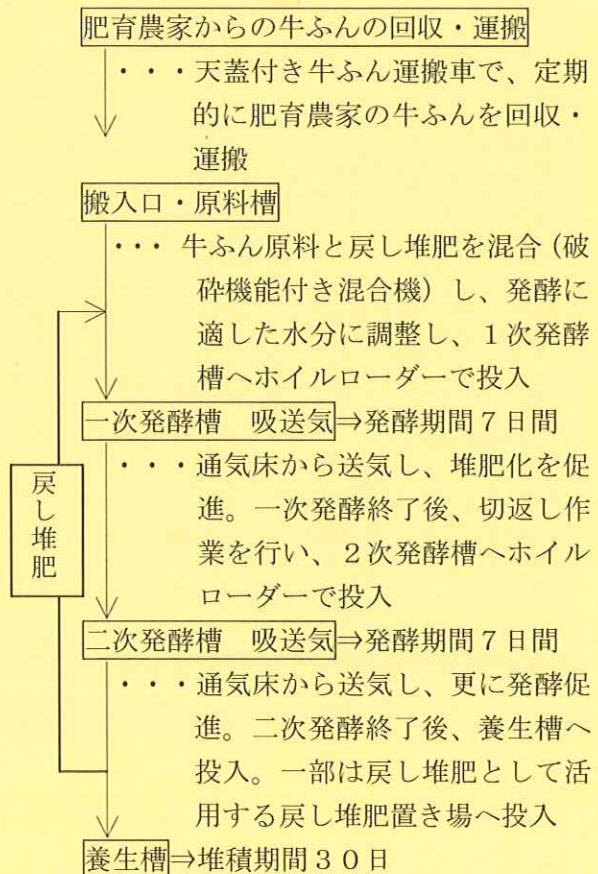 肥育農家からの牛ふんの回収・運搬
・・・天蓋付き牛ふん運搬車で、定期
的に肥育農家の牛ふんを回収・
運搬
搬入口・原料槽
・・・ 牛ふん原料と戻し堆肥を混合（破
砕機能付き混合機）し、発酵に
適した水分に調整し、１次発酵
槽へホイルローダーで投入
一次発酵槽　吸送気⇒発酵期間７日間
・・・通気床から送気し、堆肥化を促
進。一次発酵終了後、切返し作
業を行い、２次発酵槽へホイル
ローダーで投入
戻し堆肥
二次発酵槽　吸送気⇒発酵期間７日間
・・・通気床から送気し、更に発酵促
進。二次発酵終了後、養生槽へ
投入。一部は戻し堆肥として活
用する戻し堆肥置き場へ投入
養生槽⇒堆積期間３０日